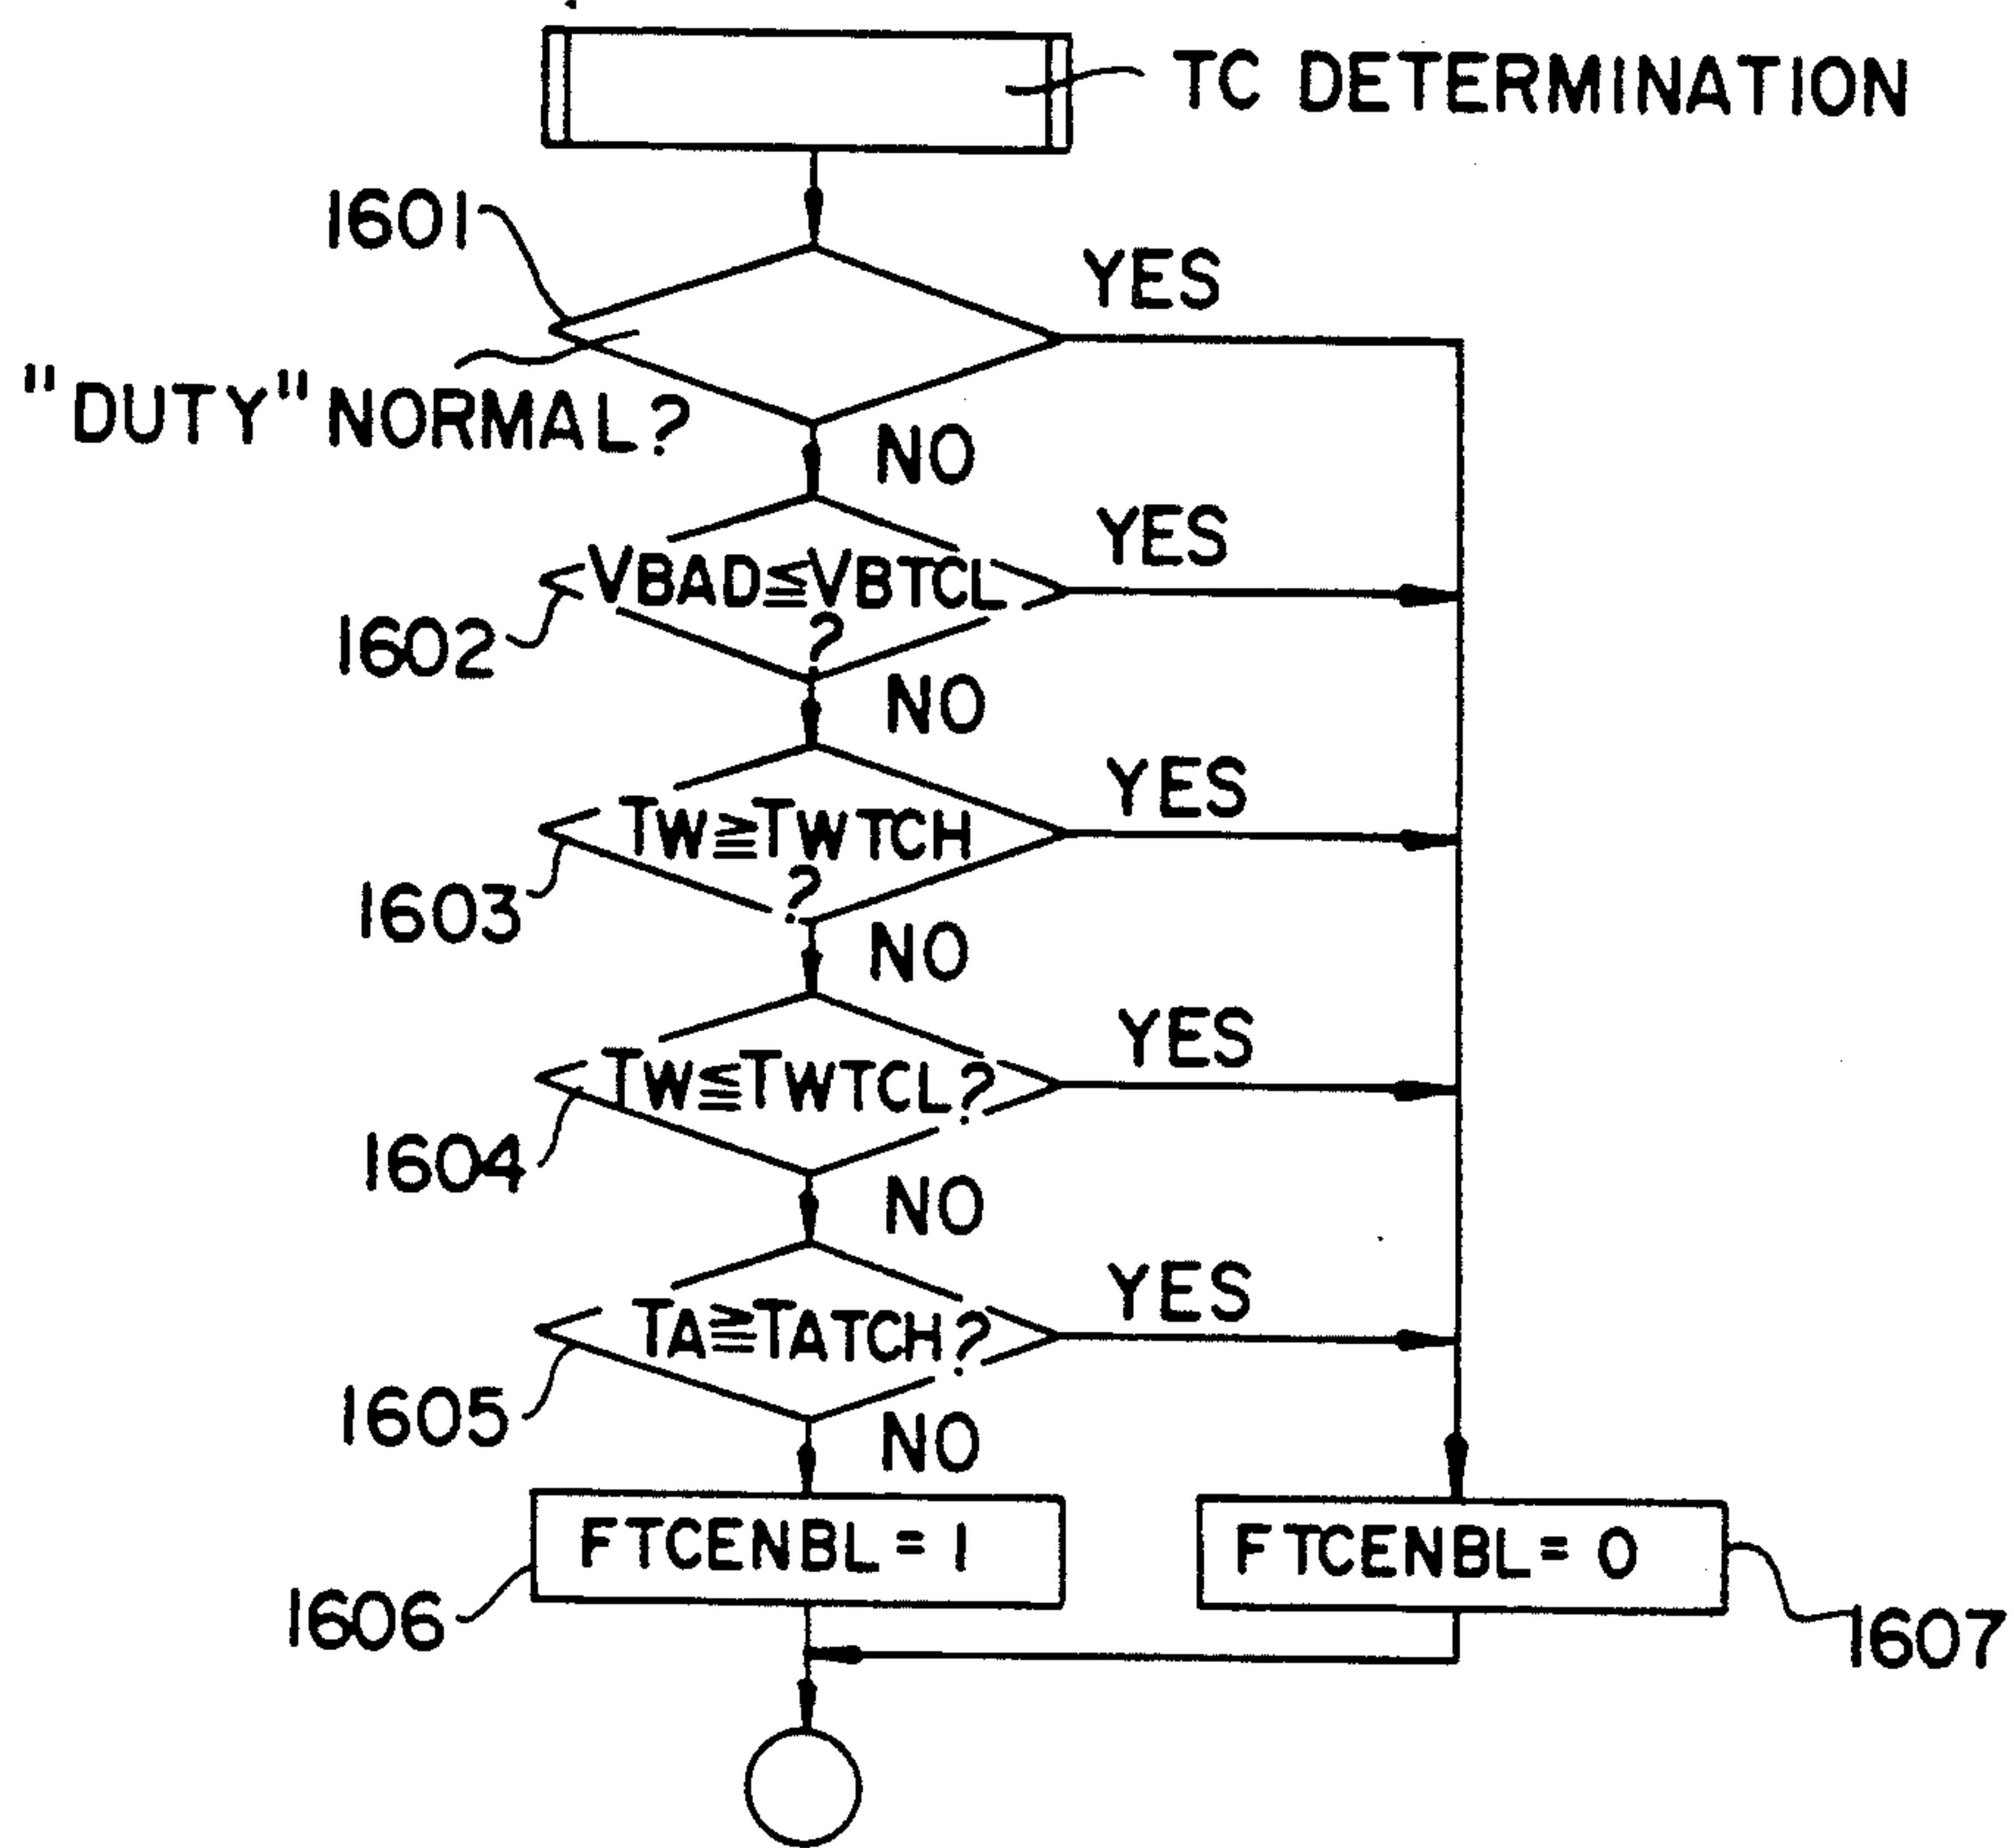 TC DETERMINATION
1601
YES
"DUTY" NORMAL?
NO
YES
VBAD≦VBTCL
?
1602
NO
YES
TW≧TWTCH
?
1603
NO
YES
TW≦TWTCL?
1604
NO
YES
TA≧TATCH?
1605
NO
FTCENBL = 1
FTCENBL = 0
1606
1607